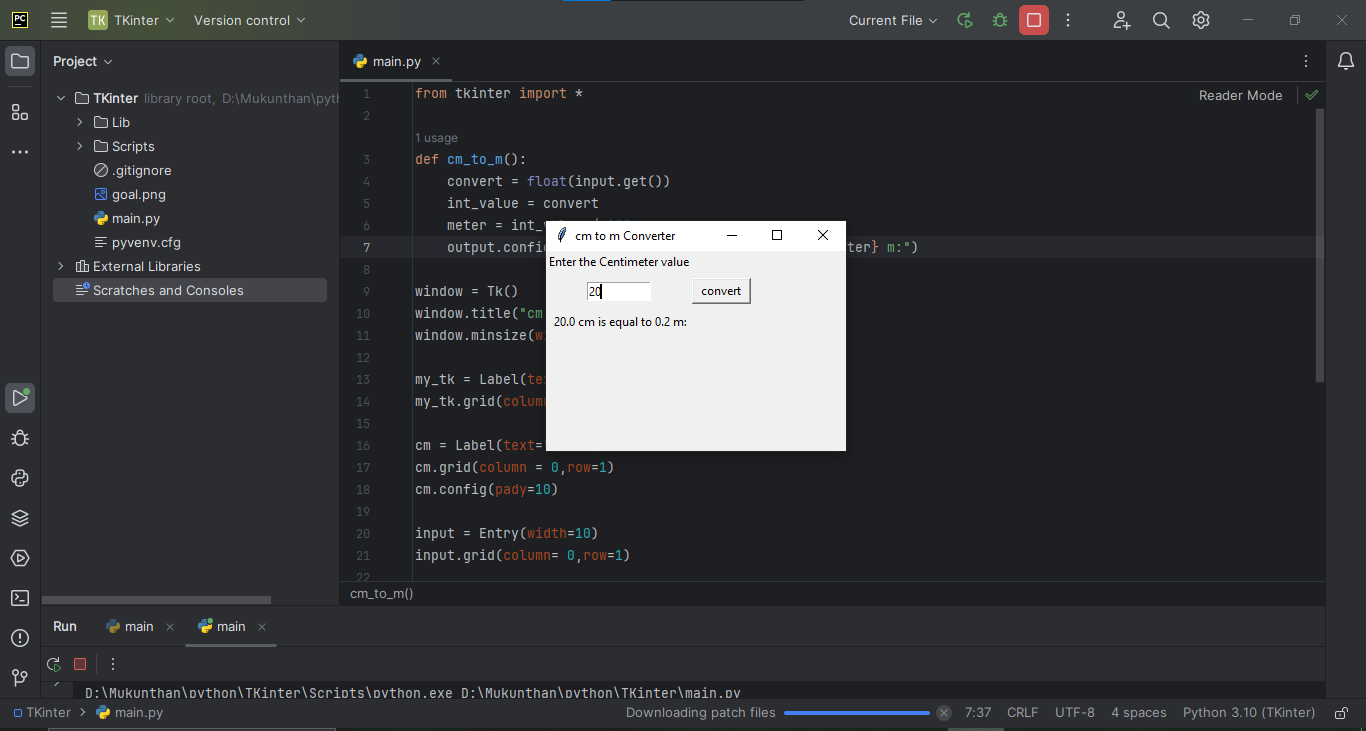 PC
TK TKinter Version control Current File
Project
main.py
TKinter library root, D:\Mukunthan\pyth
Lib
Scripts
.gitignore
goal.png
main.py
pyvenv.cfg
External Libraries
Scratches and Consoles
Reader Mode
1 from tkinter import *
2
1 usage
3 def cm_to_m():
4 convert = float(input.get())
5 int_value = convert
6 meter = int_
7 output.config ter} m:")
8
9 window = Tk()
10 window.title("cm
11 window.minsize(wi
12
13 my_tk = Label(te
14 my_tk.grid(colum
15
16 cm = Label(text=
17 cm.grid(column = 0,row=1)
18 cm.config(pady=10)
19
20 input = Entry(width=10)
21 input.grid(column= 0,row=1)
22
cm to m Converter
Enter the Centimeter value
20 convert
20.0 cm is equal to 0.2 m:
cm_to_m()
Run main main
D:\Mukunthan\python\TKinter\Scripts\python.exe D:\Mukunthan\python\TKinter\main.py
TKinter main.py Downloading patch files 7:37 CRLF UTF-8 4 spaces Python 3.10 (TKinter)